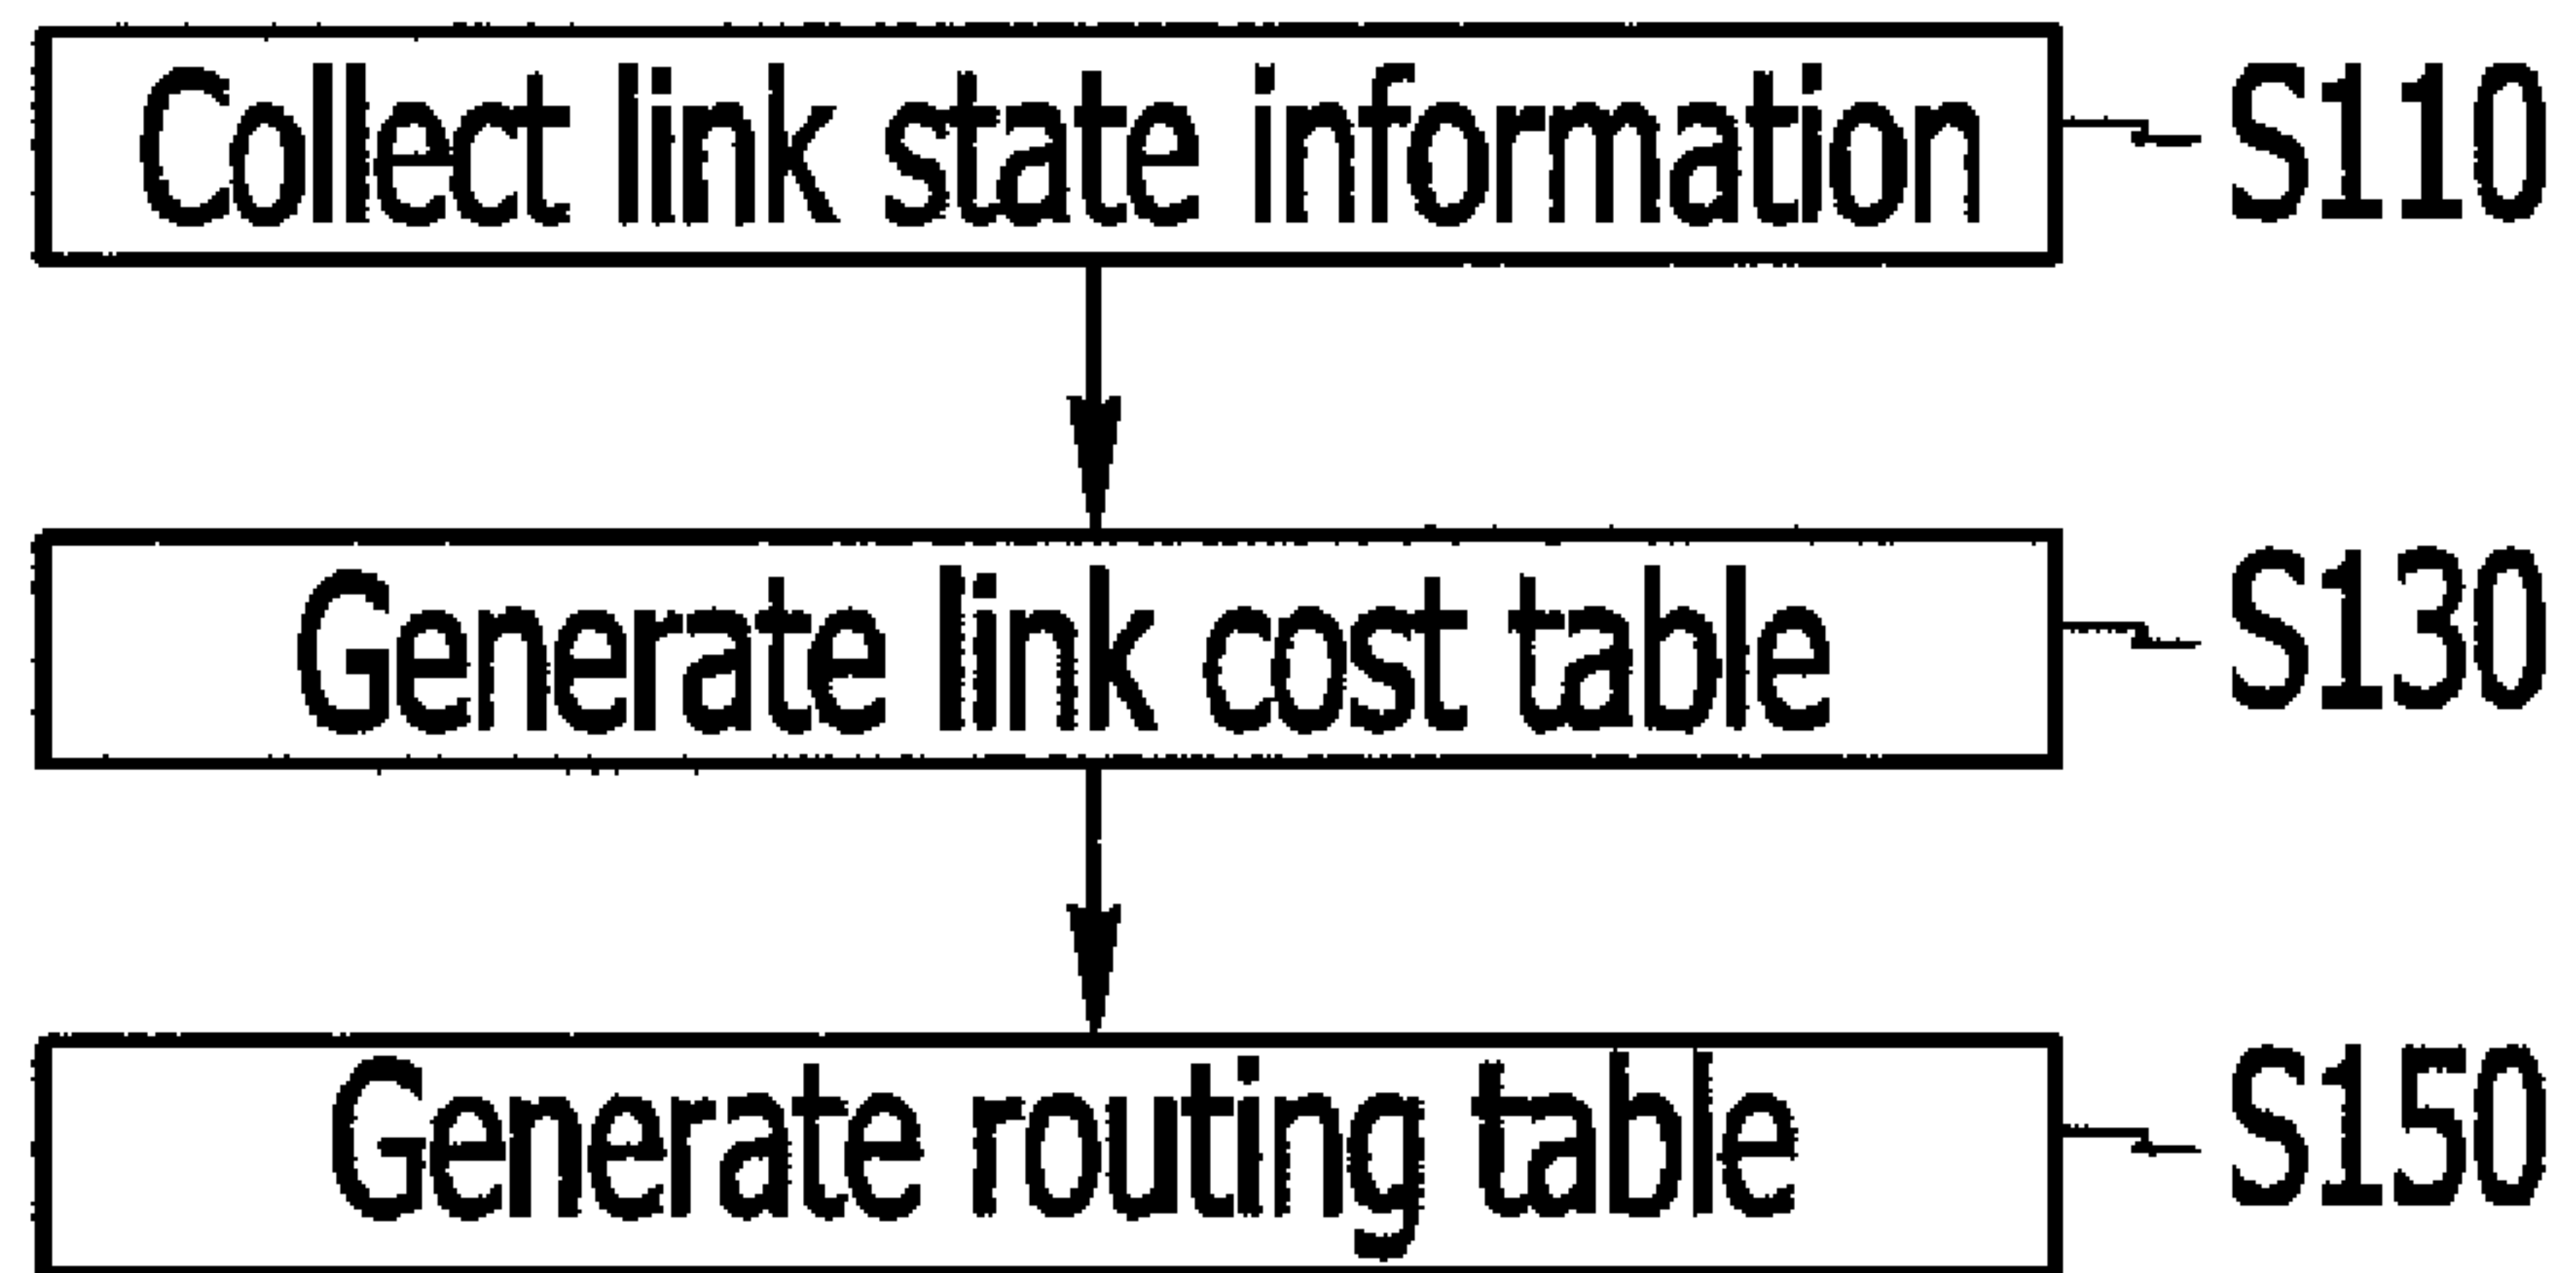 Collect link state information S110
Generate link cost table S130
Generate routing table S150